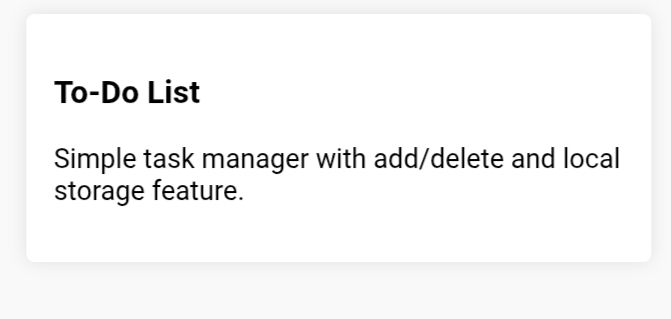 To-Do List
Simple task manager with add/delete and local
storage feature.